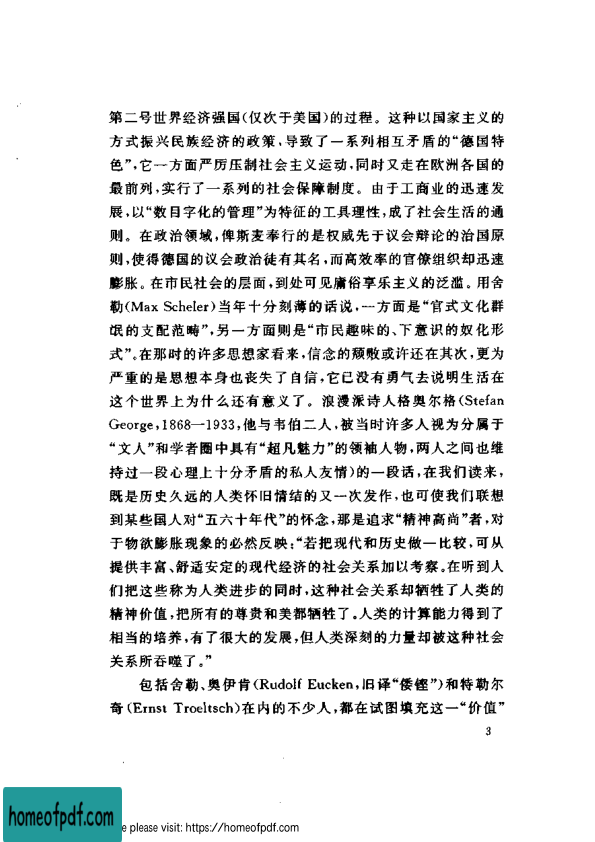 第二号世界经济强国(仅次于美国)的过程。这种以国家主义的
方式振兴民族经济的政策,导致了一系列相互矛盾的“德国特
色”,它一方面严厉压制社会主义运动,同时又走在欧洲各国的
最前列,实行了一系列的社会保障制度。由于工商业的迅速发
展,以“数目字化的管理”为特征的工具理性,成了社会生活的通
则。在政治领域,俾斯麦奉行的是权威先于议会辩论的治国原
则,使得德国的议会政治徒有其名,而高效率的官僚组织却迅速
膨胀。在市民社会的层面,到处可见庸俗享乐主义的泛滥。用舍
勒(Max Scheler)当年十分刻薄的话说,一方面是“官式文化群
氓的支配范畴”,另一方面则是“市民趣味的、下意识的奴化形
式”。在那时的许多思想家看来,信念的颓败或许还在其次,更为
严重的是思想本身也丧失了自信,它已没有勇气去说明生活在
这个世界上为什么还有意义了。浪漫派诗人格奥尔格(Stefan
George,1868—1933,他与韦伯二人,被当时许多人视为分属于
“文人”和学者圈中具有“超凡魅力”的领袖人物,两人之间也维
持过一段心理上十分矛盾的私人友情)的一段话,在我们读来,
既是历史久远的人类怀旧情结的又一次发作,也可使我们联想
到某些国人对“五六十年代”的怀念,那是追求“精神高尚”者,对
于物欲膨胀现象的必然反映:“若把现代和历史做一比较,可从
提供丰富、舒适安定的现代经济的社会关系加以考察。在听到人
们把这些称为人类进步的同时,这种社会关系却牺牲了人类的
精神价值,把所有的尊贵和美都牺牲了。人类的计算能力得到了
相当的培养,有了很大的发展,但人类深刻的力量却被这种社会
关系所吞噬了。”
包括舍勒、奥伊肯(Rudolf Eucken,旧译“倭铿”)和特勒尔
奇(Ernst Troeltsch)在内的不少人,都在试图填充这一“价值”
3
homeofpdf.com
e please visit: https://homeofpdf.com